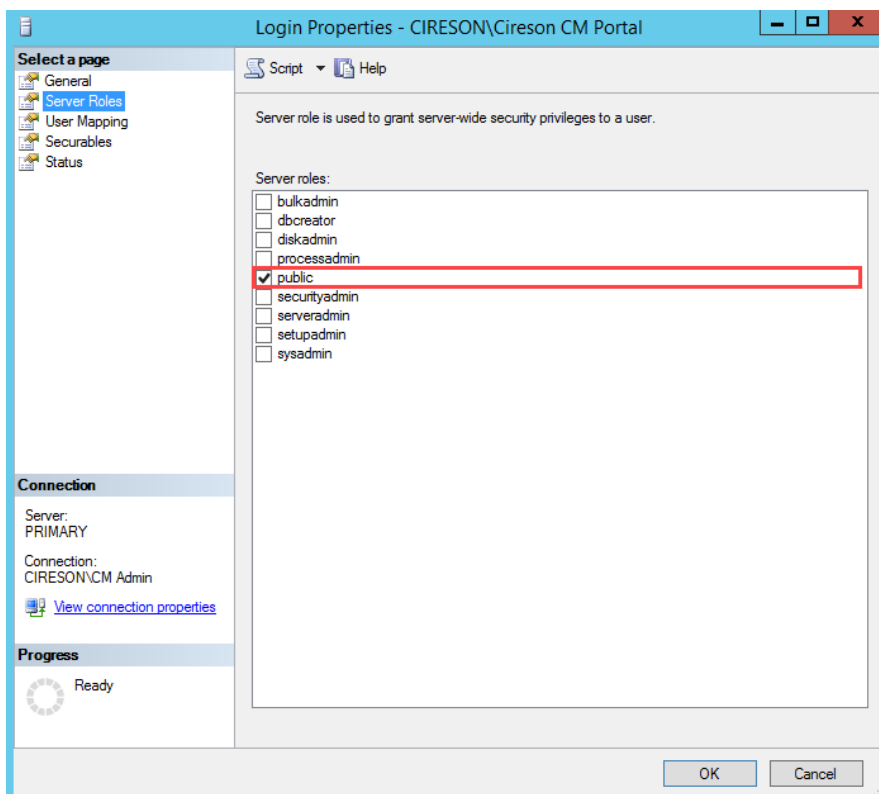 Login Properties - CIRESON\Cireson CM Portal
Select a page
General
Server Roles
User Mapping
Securables
Status
Script
Help
Server role is used to grant server-wide security privileges to a user.
Server roles:
bulkadmin
dbcreator
diskadmin
processadmin
public
securityadmin
serveradmin
setupadmin
sysadmin
Connection
Server:
PRIMARY
Connection:
CIRESON\CM Admin
View connection properties
Progress
Ready
OK
Cancel